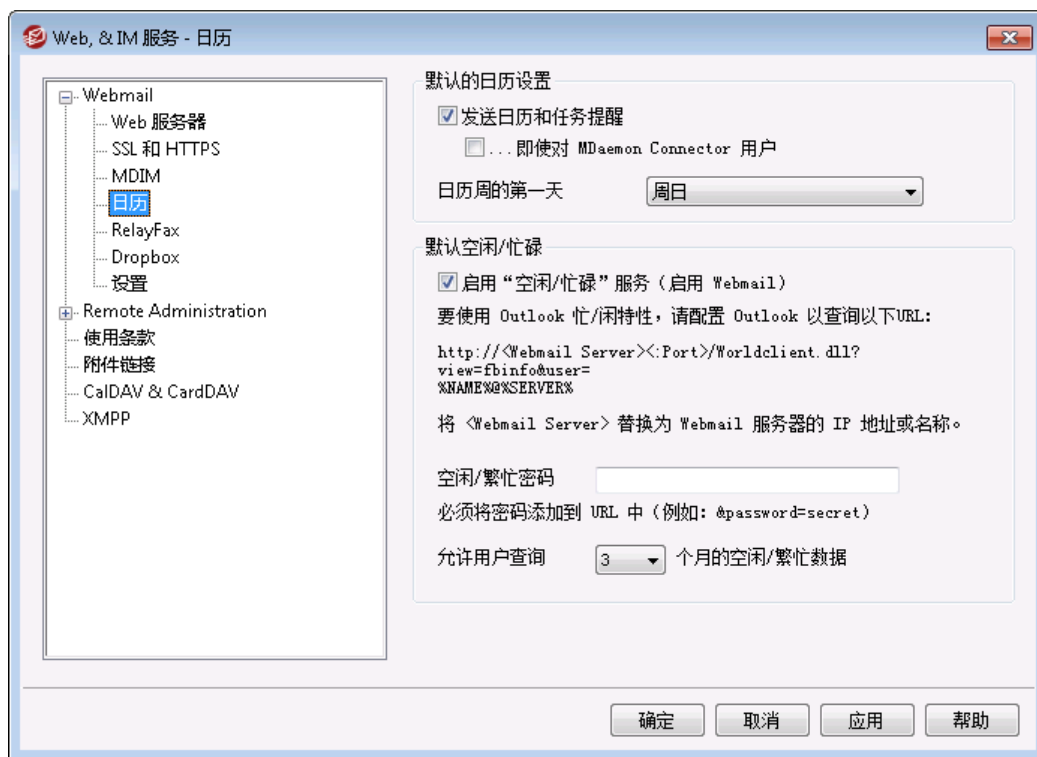 Web, & IM 服务 - 日历
Webmail
Web 服务器
SSL 和 HTTPS
MDIM
日历
RelayFax
Dropbox
设置
Remote Administration
使用条款
附件链接
CalDAV & CardDAV
XMPP
默认的日历设置
发送日历和任务提醒
...即使对 MDaemon Connector 用户
日历周的第一天 周日
默认空闲/忙碌
启用“空闲/忙碌”服务（启用 Webmail）
要使用 Outlook 忙/闲特性，请配置 Outlook 以查询以下URL：
http://<Webmail Server><:Port>/Worldclient.dll?
view=fbinfo&user=
%NAME%@%SERVER%
将 <Webmail Server> 替换为 Webmail 服务器的 IP 地址或名称。
空闲/繁忙密码
必须将密码添加到 URL 中（例如：&password=secret）
允许用户查询 3 个月的空闲/繁忙数据
确定 取消 应用 帮助